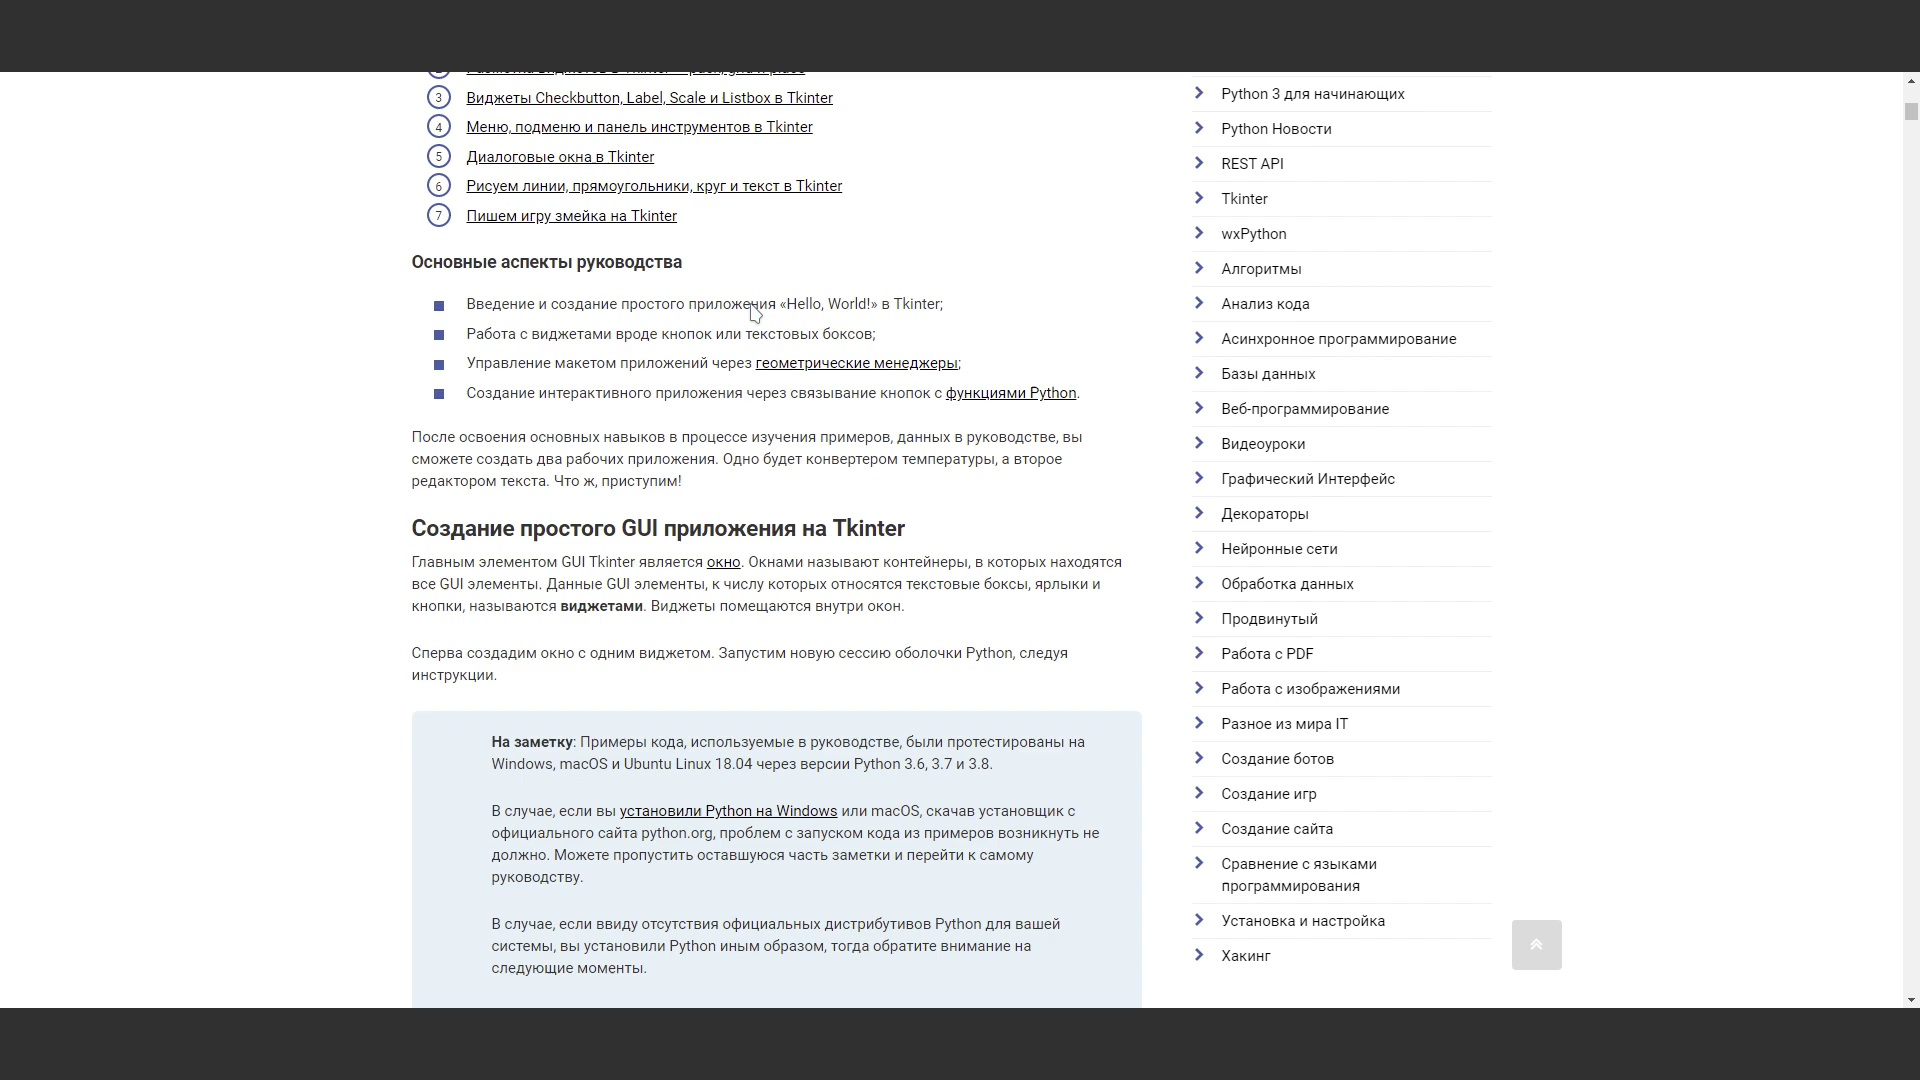 3 Виджеты Checkbutton, Label, Scale и Listbox в Tkinter
4 Меню, подменю и панель инструментов в Tkinter
5 Диалоговые окна в Tkinter
6 Рисуем линии, прямоугольники, круг и текст в Tkinter
7 Пишем игру змейка на Tkinter
Основные аспекты руководства
Введение и создание простого приложения «Hello, World!» в Tkinter;
Работа с виджетами вроде кнопок или текстовых боксов;
Управление макетом приложений через геометрические менеджеры;
Создание интерактивного приложения через связывание кнопок с функциями Python.
После освоения основных навыков в процессе изучения примеров, данных в руководстве, вы
сможете создать два рабочих приложения. Одно будет конвертером температуры, а второе
редактором текста. Что ж, приступим!
Создание простого GUI приложения на Tkinter
Главным элементом GUI Tkinter является окно. Окнами называют контейнеры, в которых находятся
все GUI элементы. Данные GUI элементы, к числу которых относятся текстовые боксы, ярлыки и
кнопки, называются виджетами. Виджеты помещаются внутри окон.
Сперва создадим окно с одним виджетом. Запустим новую сессию оболочки Python, следуя
инструкции.
На заметку: Примеры кода, используемые в руководстве, были протестированы на
Windows, macOS и Ubuntu Linux 18.04 через версии Python 3.6, 3.7 и 3.8.
В случае, если вы установили Python на Windows или macOS, скачав установщик с
официального сайта python.org, проблем с запуском кода из примеров возникнуть не
должно. Можете пропустить оставшуюся часть заметки и перейти к самому
руководству.
В случае, если ввиду отсутствия официальных дистрибутивов Python для вашей
системы, вы установили Python иным образом, тогда обратите внимание на
следующие моменты.
Python 3 для начинающих
Python Новости
REST API
Tkinter
wxPython
Алгоритмы
Анализ кода
Асинхронное программирование
Базы данных
Веб-программирование
Видеоуроки
Графический Интерфейс
Декораторы
Нейронные сети
Обработка данных
Продвинутый
Работа с PDF
Работа с изображениями
Разное из мира IT
Создание ботов
Создание игр
Создание сайта
Сравнение с языками
программирования
Установка и настройка
Хакинг